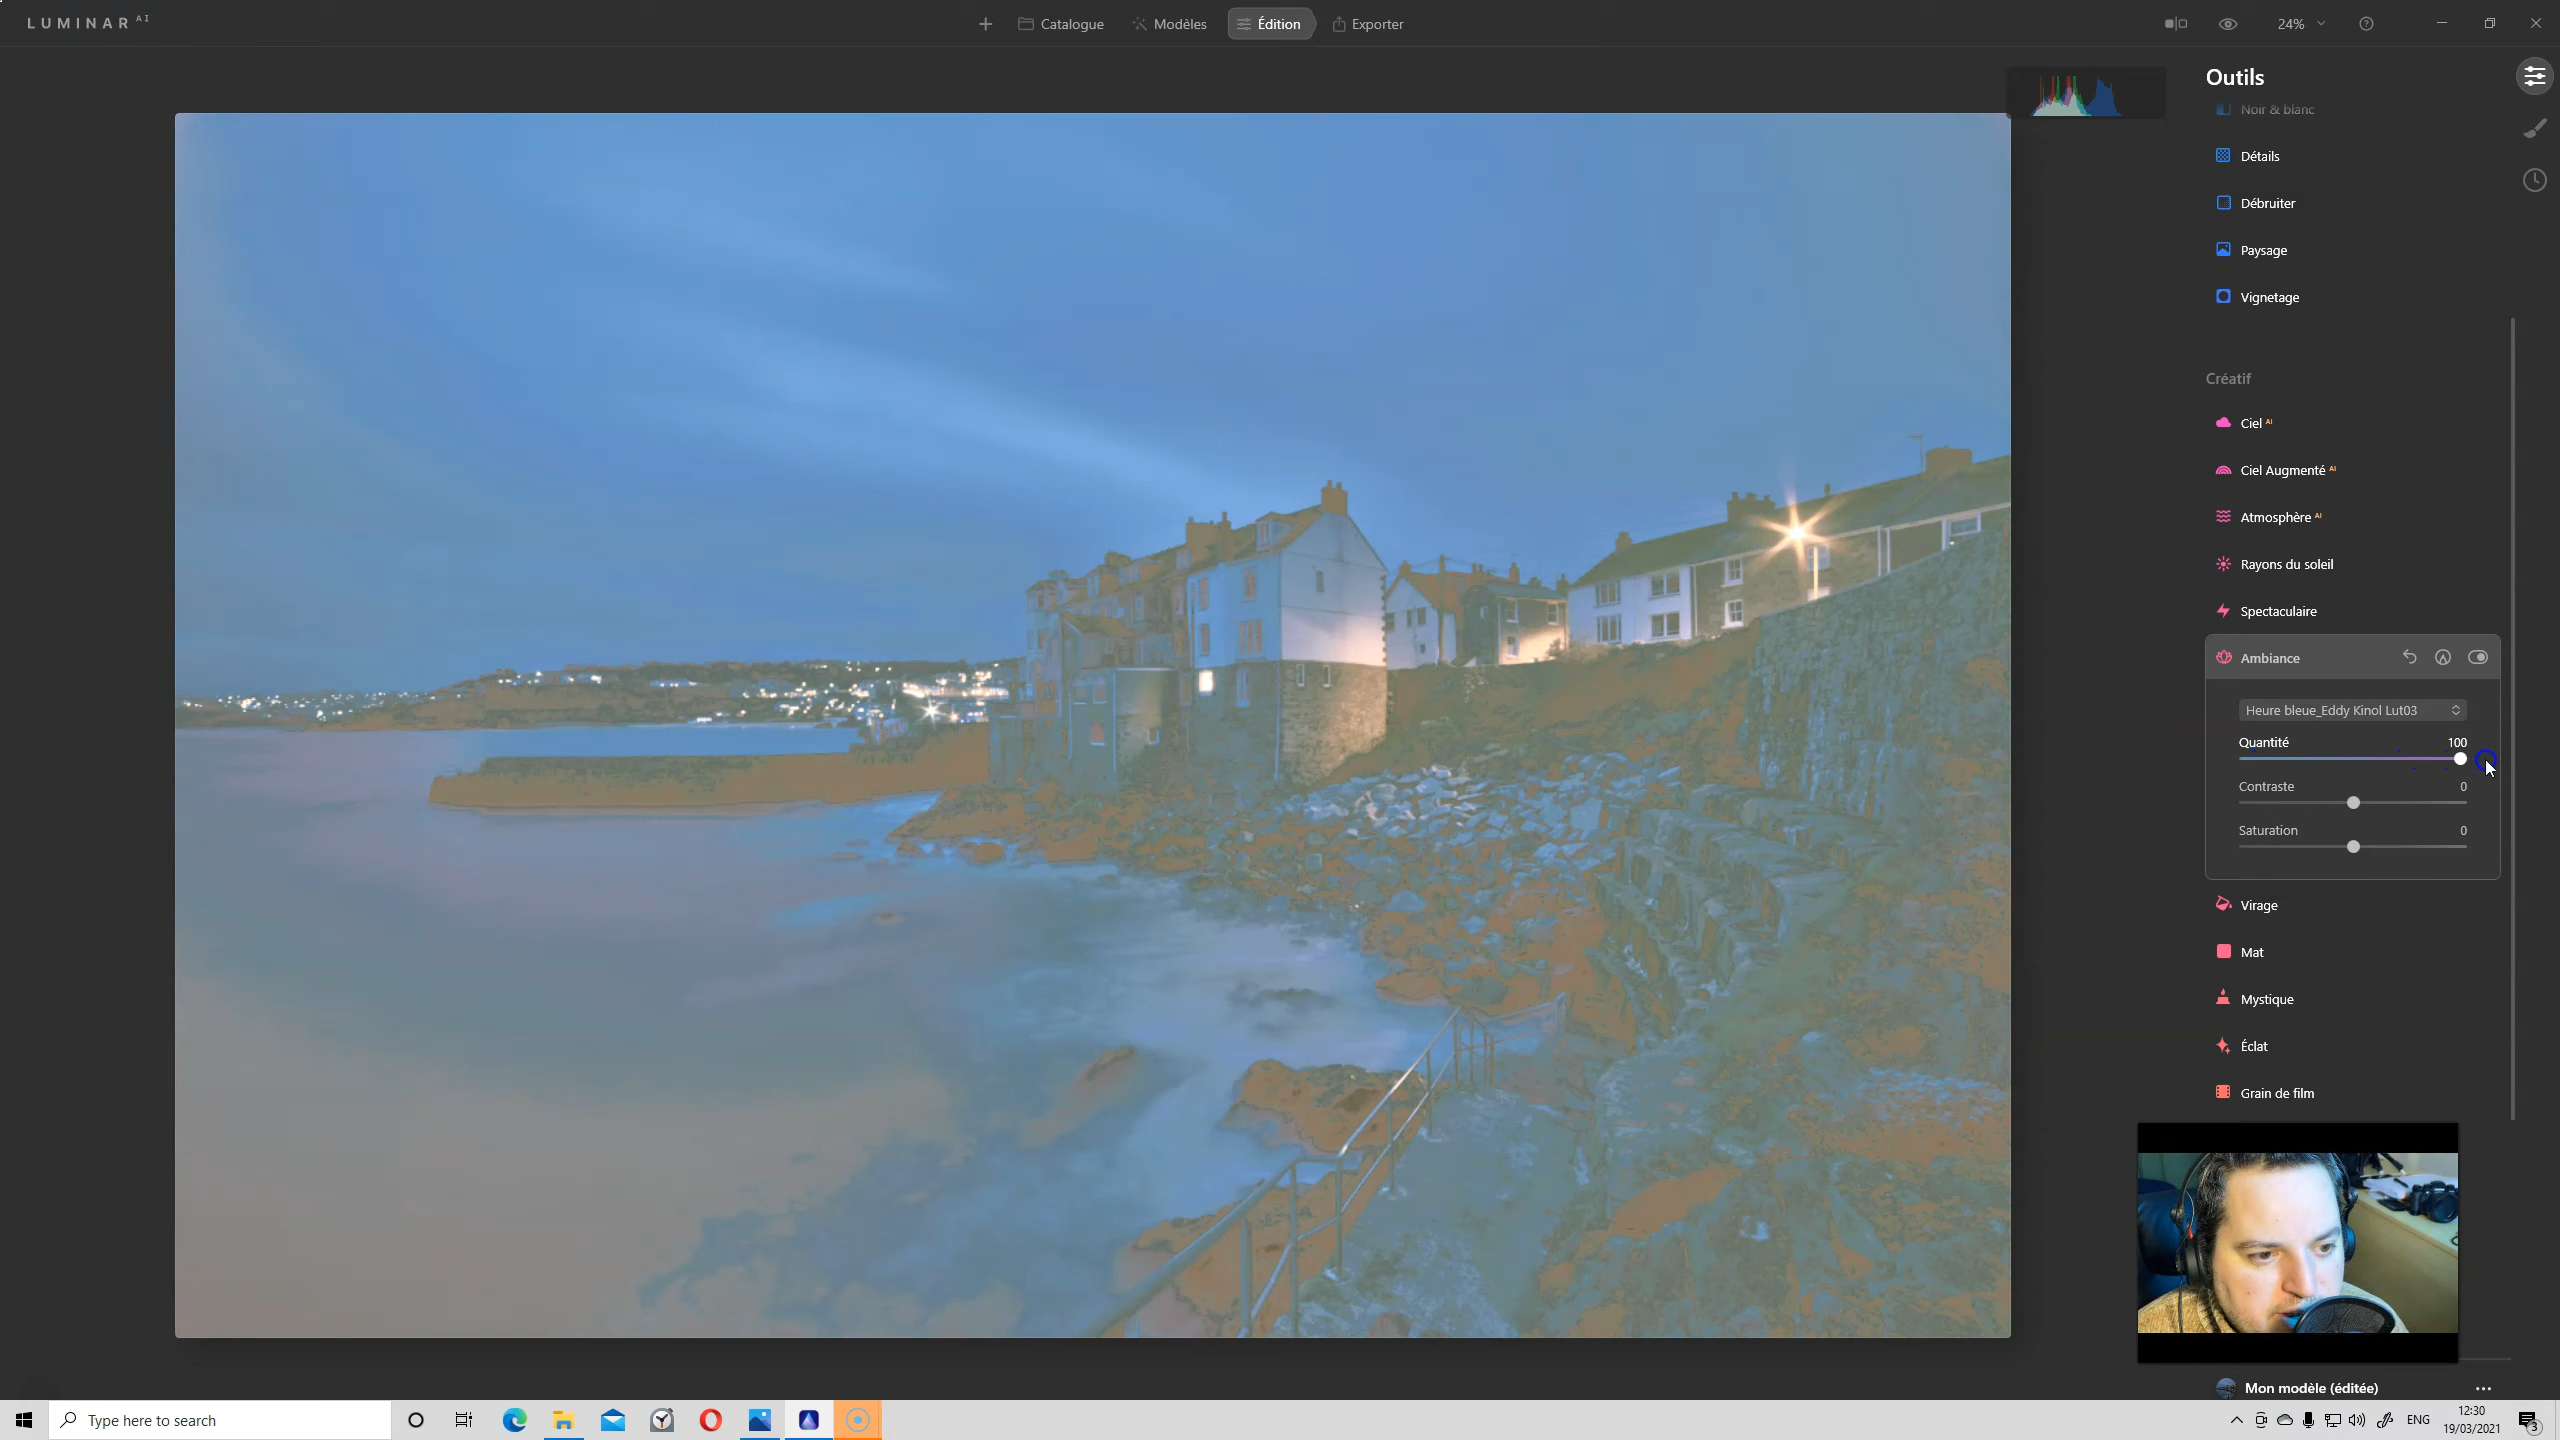 LUMINAR AI
Catalogue
Modèles
Édition
Exporter
24%
Outils
Noir & blanc
Détails
Débruiter
Paysage
Vignetage
Créatif
Ciel AI
Ciel Augmenté AI
Atmosphère AI
Rayons du soleil
Spectaculaire
Ambiance
Heure bleue_Eddy Kinol Lut03
Quantité 100
Contraste 0
Saturation 0
Virage
Mat
Mystique
Éclat
Grain de film
Mon modèle (éditée)
Type here to search
ENG
12:30
19/03/2021
3